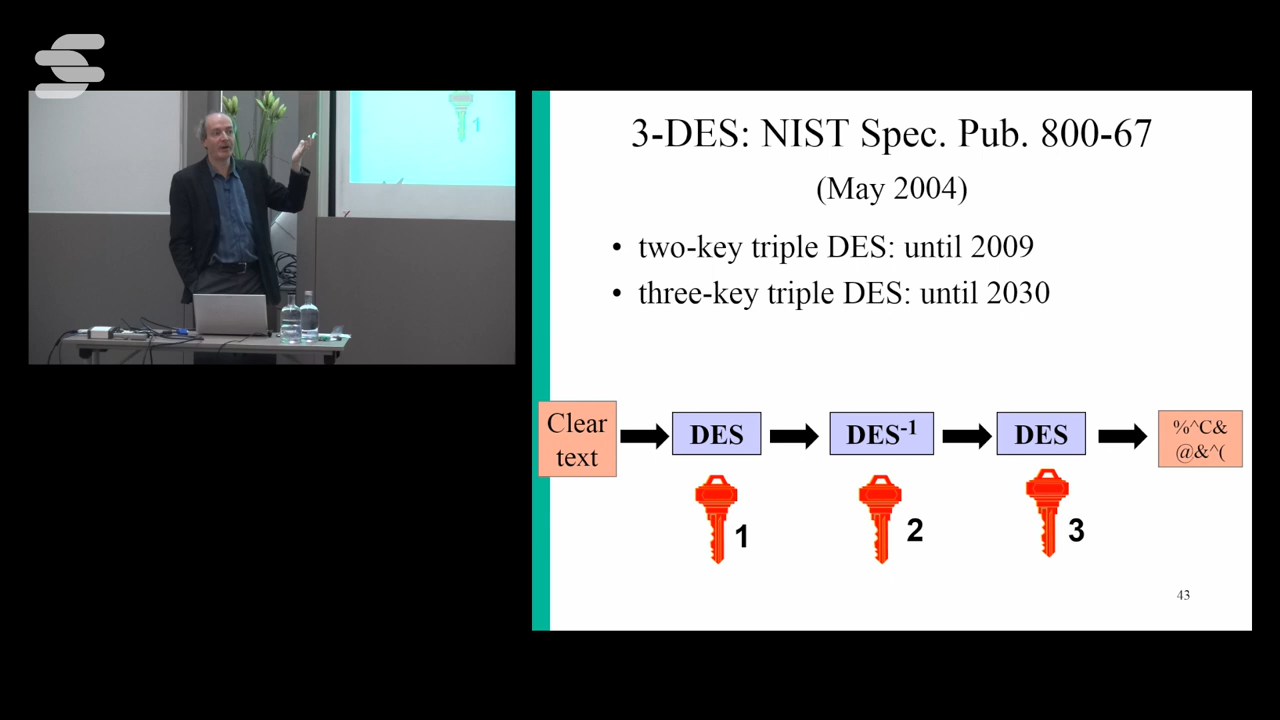 3-DES: NIST Spec. Pub. 800-67
(May 2004)
• two-key triple DES: until 2009
• three-key triple DES: until 2030
Clear
text
DES
DES-1
DES
%^C&
@&^(
1
2
3
43
1